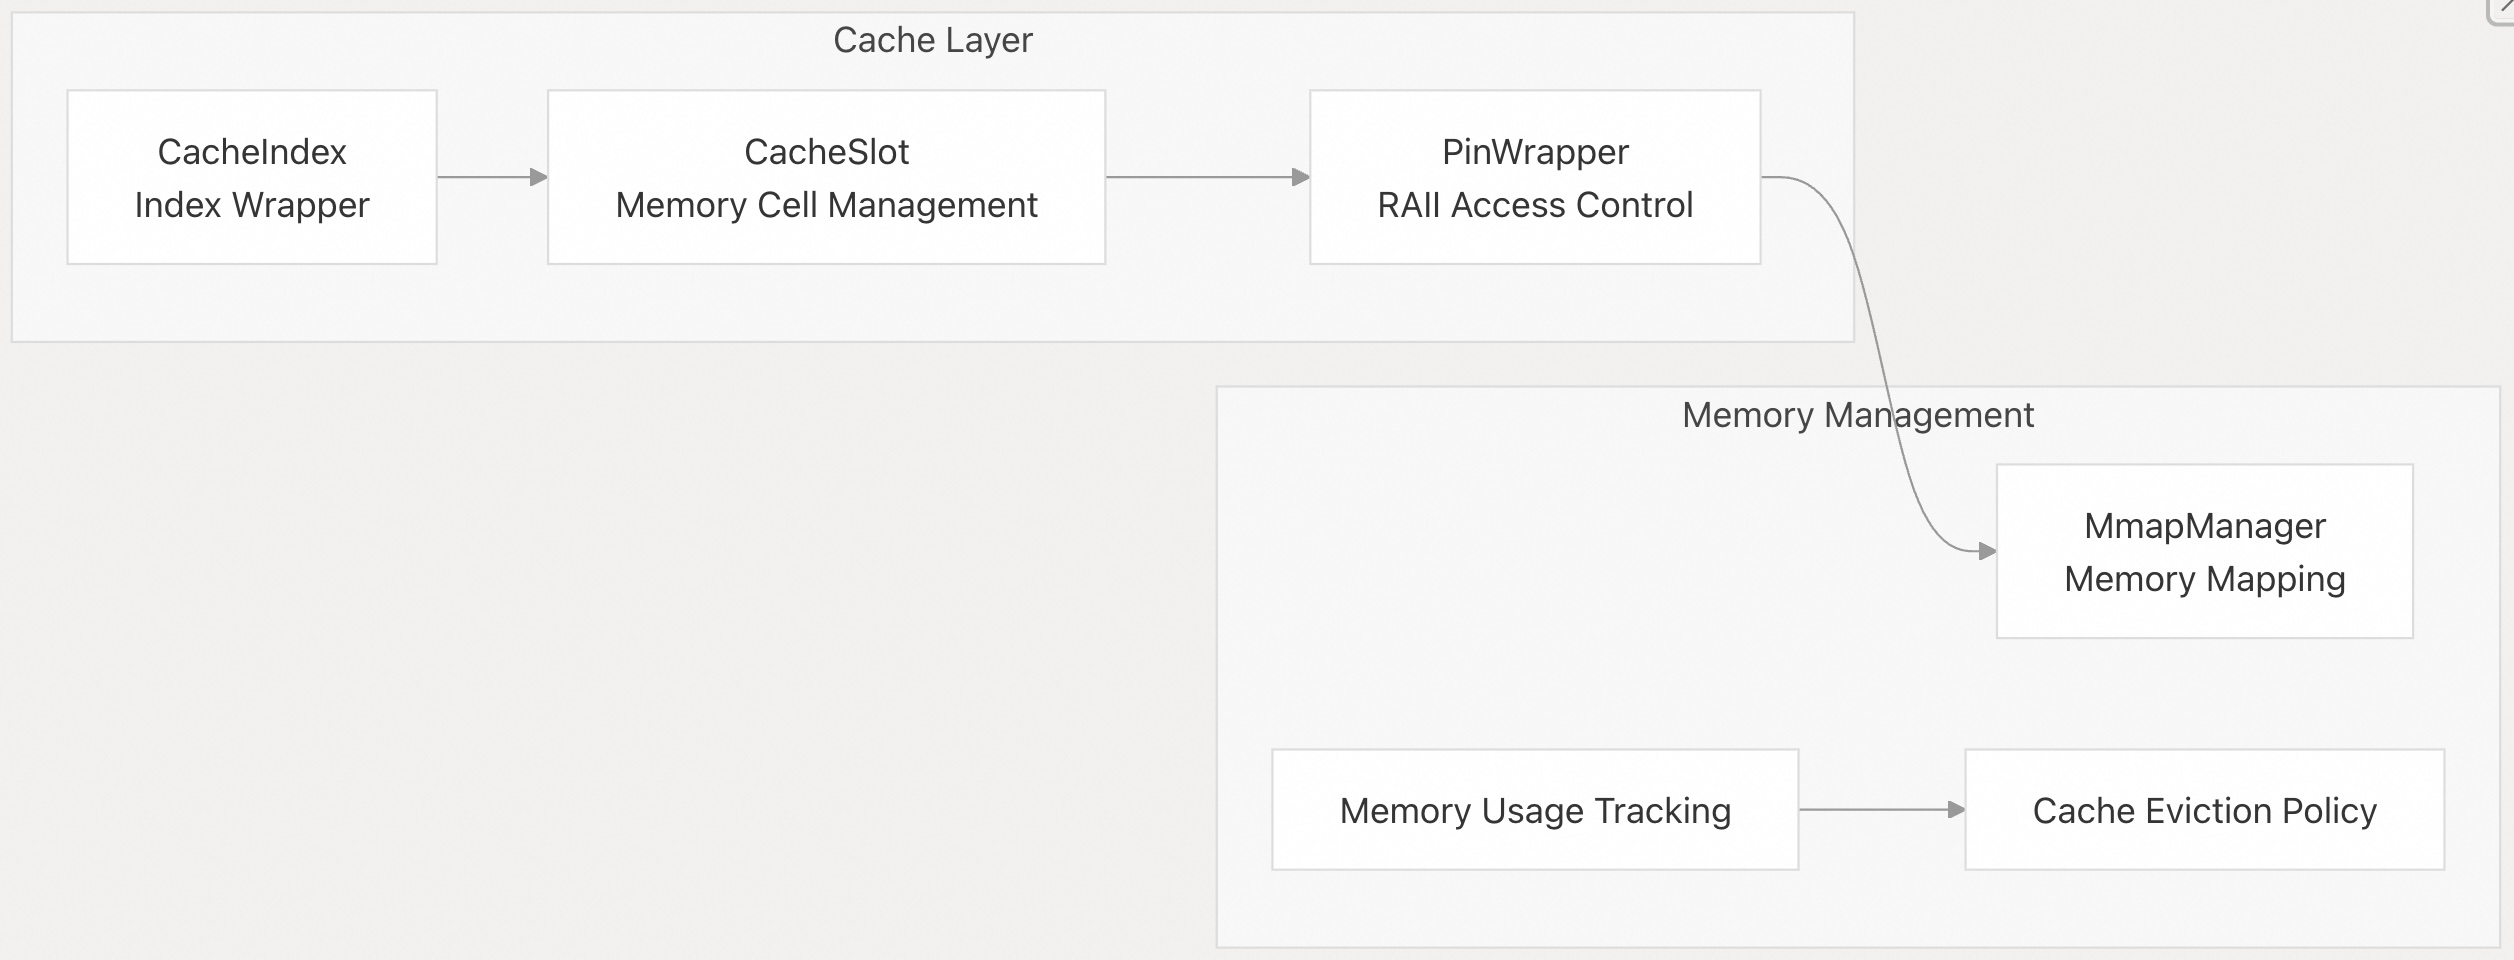 Cache Layer
CacheIndex
Index Wrapper
CacheSlot
Memory Cell Management
PinWrapper
RAII Access Control
Memory Management
MmapManager
Memory Mapping
Memory Usage Tracking
Cache Eviction Policy